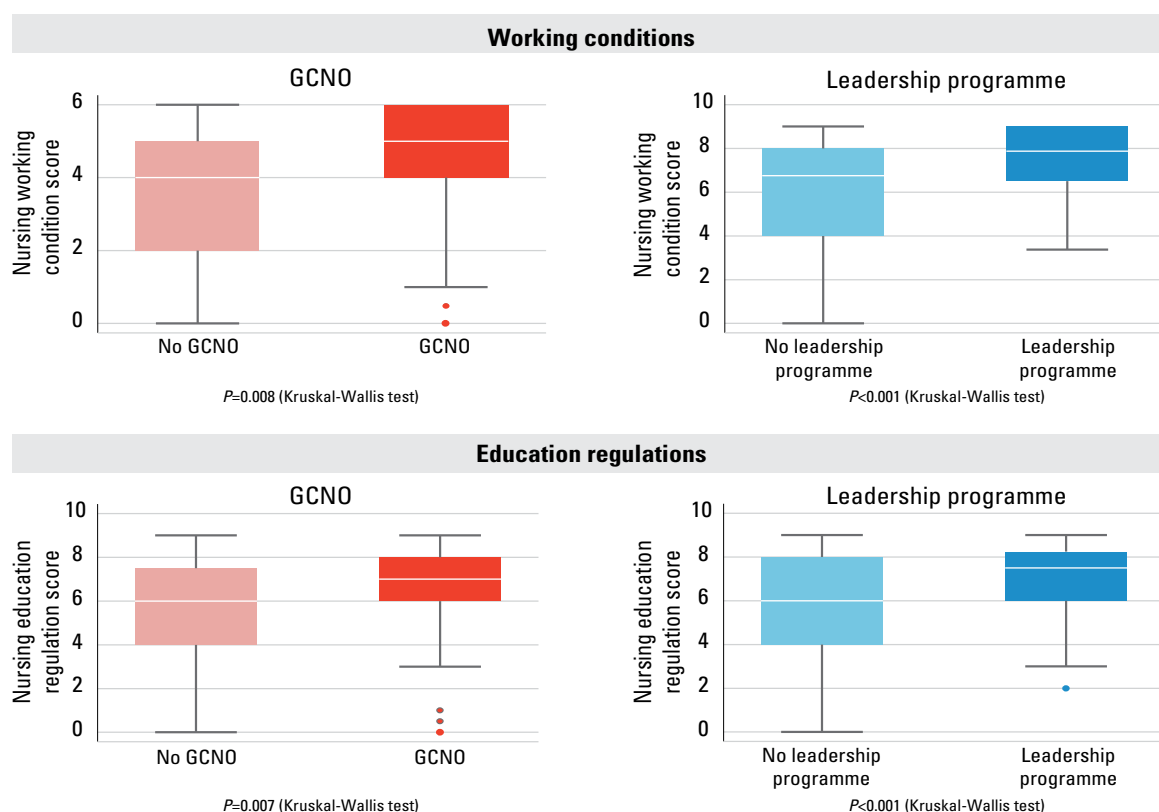 Working conditions
GCNO
Nursing working
condition score
6
4
2
0
No GCNO
GCNO
P=0.008 (Kruskal-Wallis test)
Leadership programme
Nursing working
condition score
10
8
6
4
2
0
No leadership
programme
Leadership
programme
P<0.001 (Kruskal-Wallis test)
Education regulations
GCNO
Nursing education
regulation score
10
8
6
4
2
0
No GCNO
GCNO
P=0.007 (Kruskal-Wallis test)
Leadership programme
Nursing education
regulation score
10
8
6
4
2
0
No leadership
programme
Leadership
programme
P<0.001 (Kruskal-Wallis test)